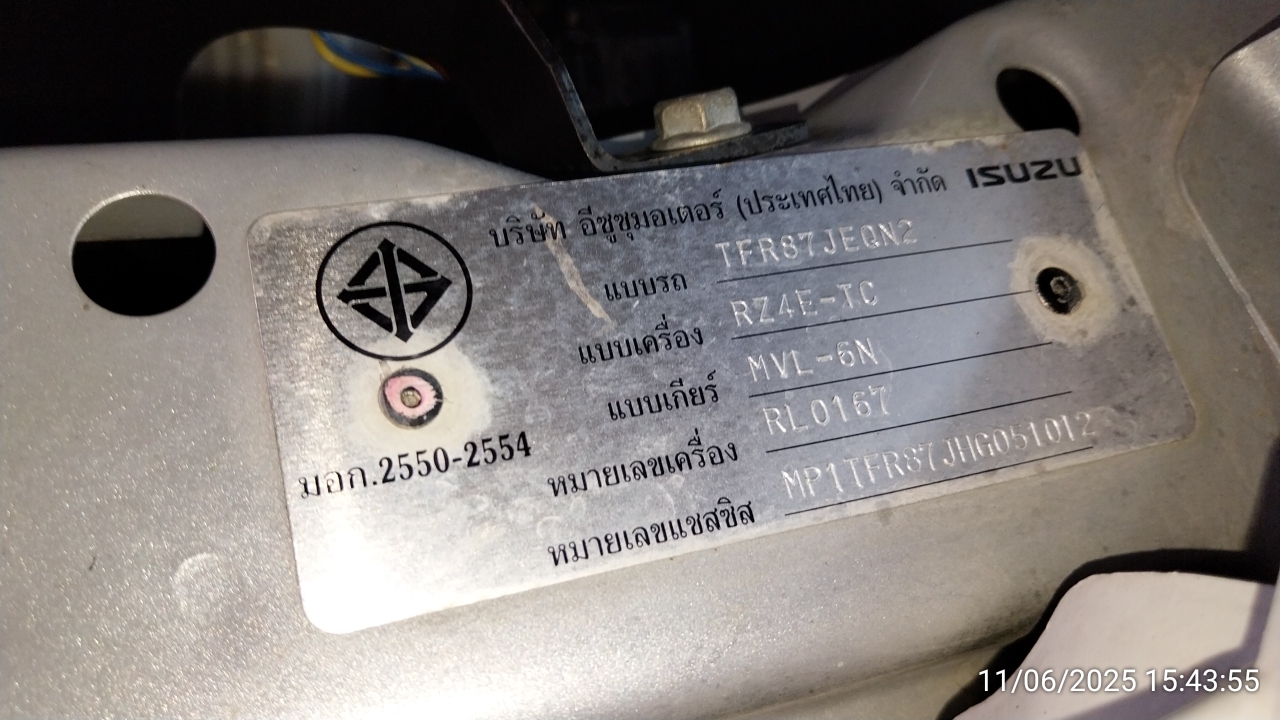 บริษัท อีซูซุมอเตอร์ (ประเทศไทย) จำกัด ISUZU
แบบรถ TFR87JEQN2
แบบเครื่อง RZ4E-TC
แบบเกียร์ MVL-6N
หมายเลขเครื่อง RL0167
หมายเลขแชสซิส MP1TFR87JHG051012
มอก.2550-2554
11/06/2025 15:43:55